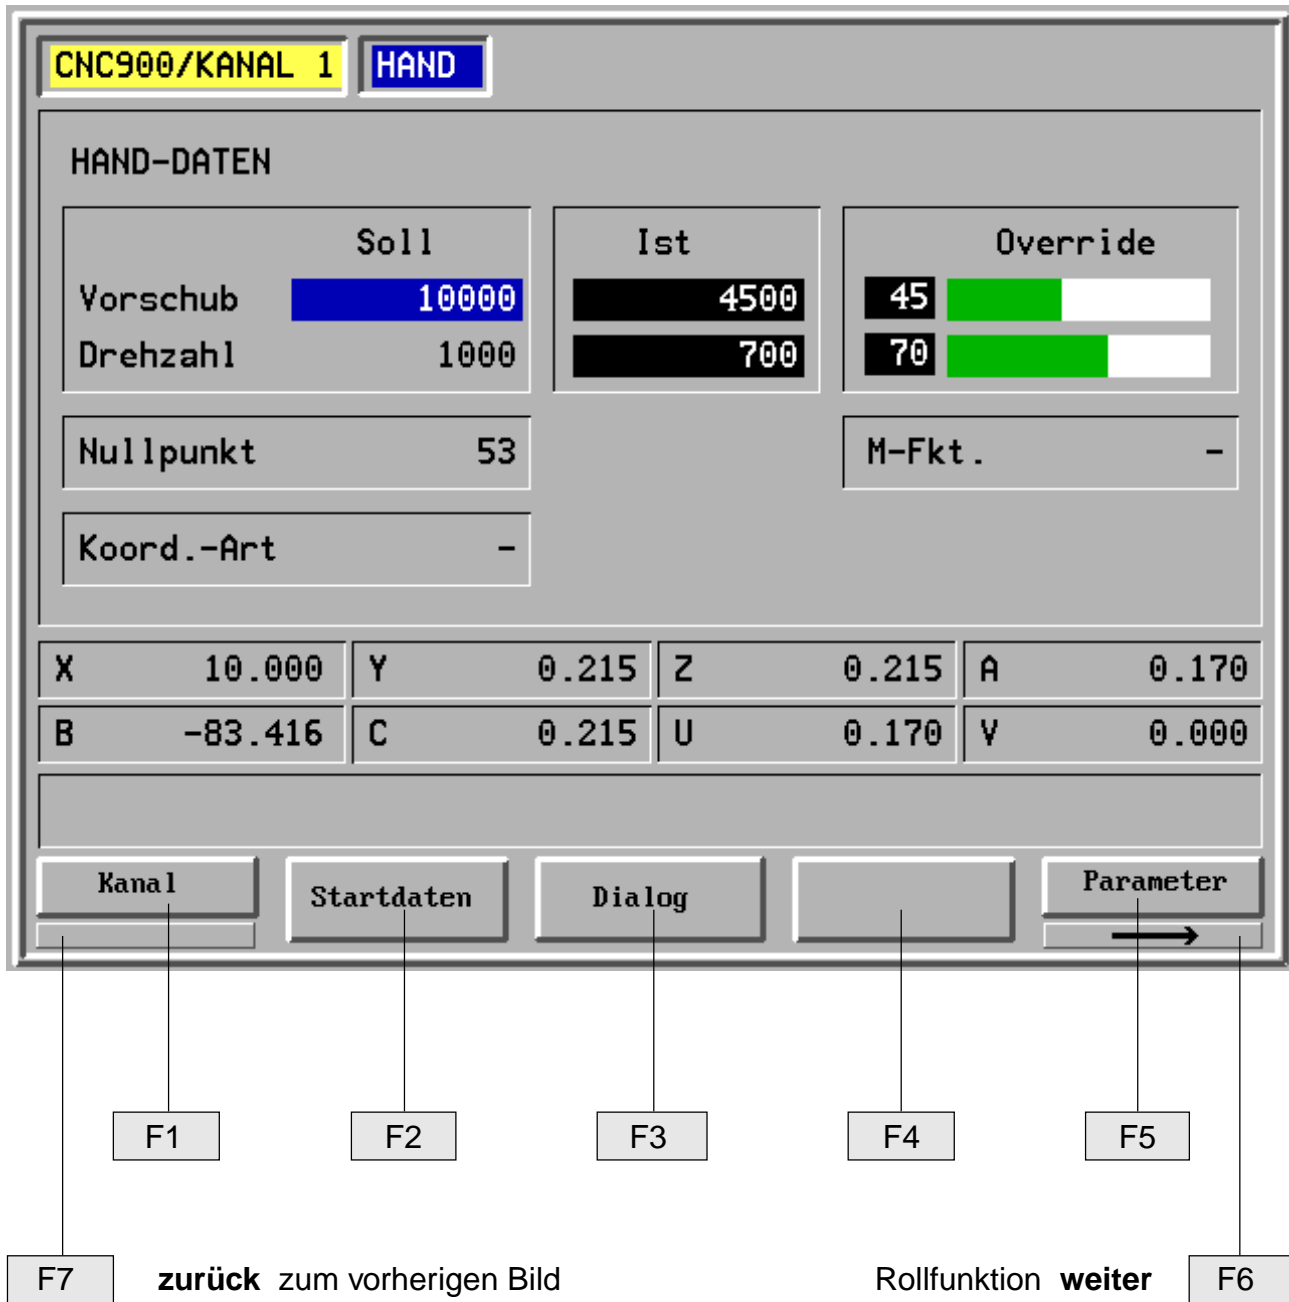 CNC900/KANAL 1 HAND
HAND-DATEN
Soll Ist Override
Vorschub 10000 4500 45
Drehzahl 1000 700 70
Nullpunkt 53 M-Fkt. -
Koord.-Art -
X 10.000 Y 0.215 Z 0.215 A 0.170
B -83.416 C 0.215 U 0.170 V 0.000
Kanal Startdaten Dialog Parameter
F1 F2 F3 F4 F5
F7 zurück zum vorherigen Bild Rollfunktion weiter F6